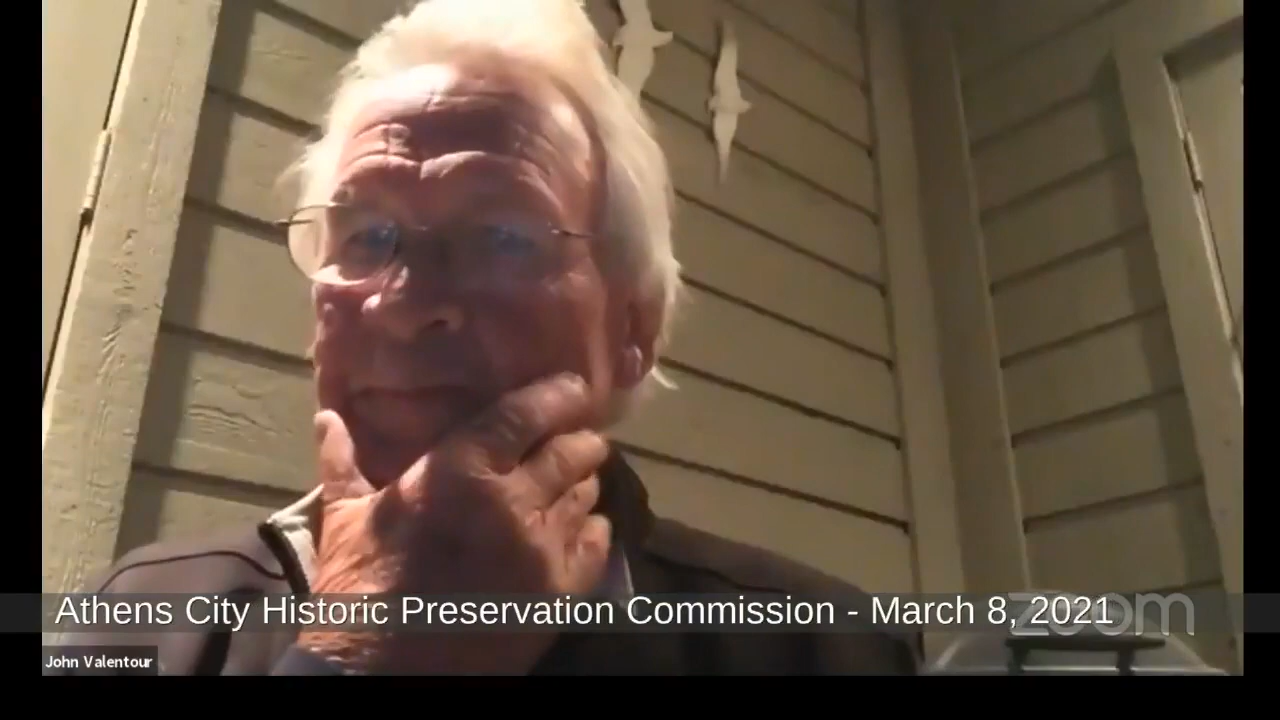 Athens City Historic Preservation Commission - March 8, 2021
zoom
John Valentour